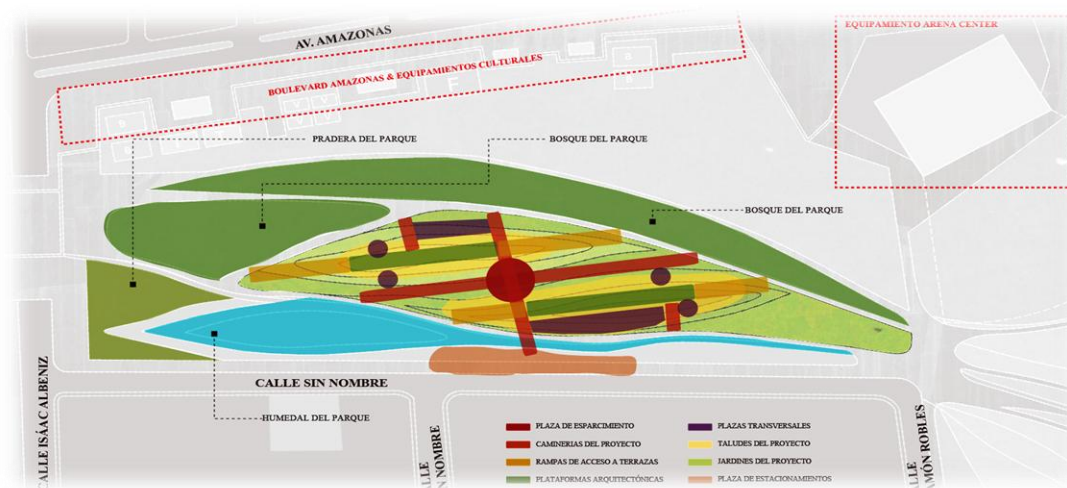 EQUIPAMIENTO ARENA CENTER
AV. AMAZONAS
BOULEVARD AMAZONAS & EQUIPAMIENTOS CULTURALES
PRADERA DEL PARQUE
BOSQUE DEL PARQUE
BOSQUE DEL PARQUE
CALLE SIN NOMBRE
HUMEDAL DEL PARQUE
CALLE ISÁAC ALBENIZ
CALLE
N NOMBRE
CALLE
AMÓN ROBLES
PLAZA DE ESPARCIMIENTO
CAMINERIAS DEL PROYECTO
RAMPAS DE ACCESO A TERRAZAS
PLATAFORMAS ARQUITECTÓNICAS
PLAZAS TRANSVERSALES
TALUDES DEL PROYECTO
JARDINES DEL PROYECTO
PLAZA DE ESTACIONAMIENTOS